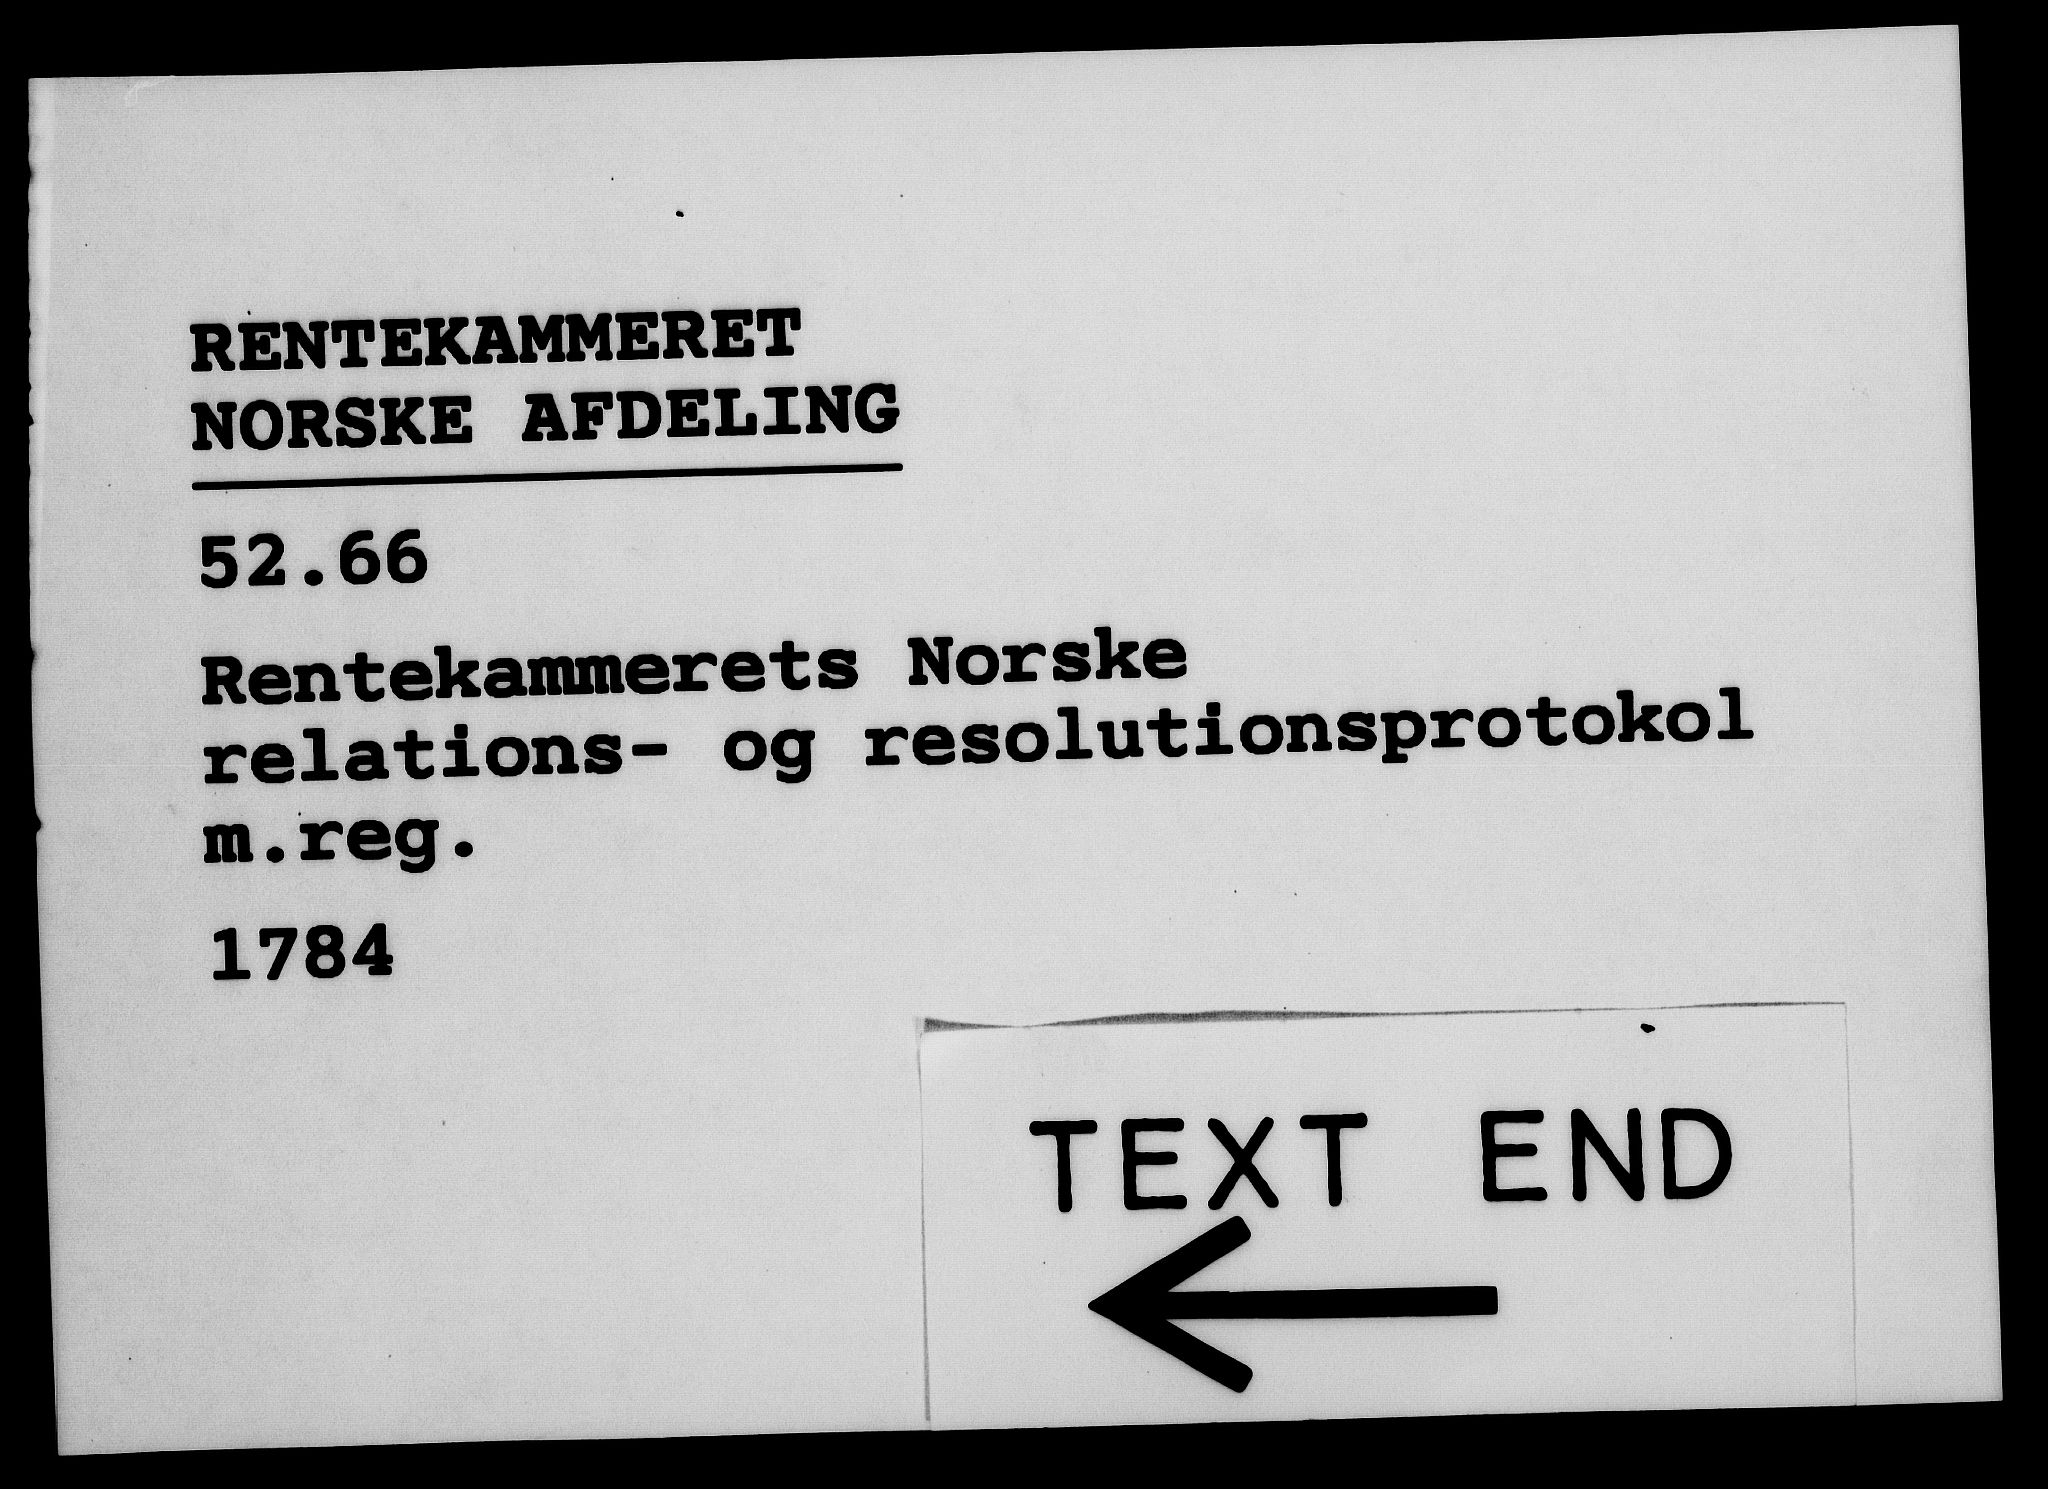 RENTEKAMMERET
NORSKE AFDELING
52.66
Rentekammerets Norske
relations- og resolutionsprotokol
m.reg.
1784
TEXT END